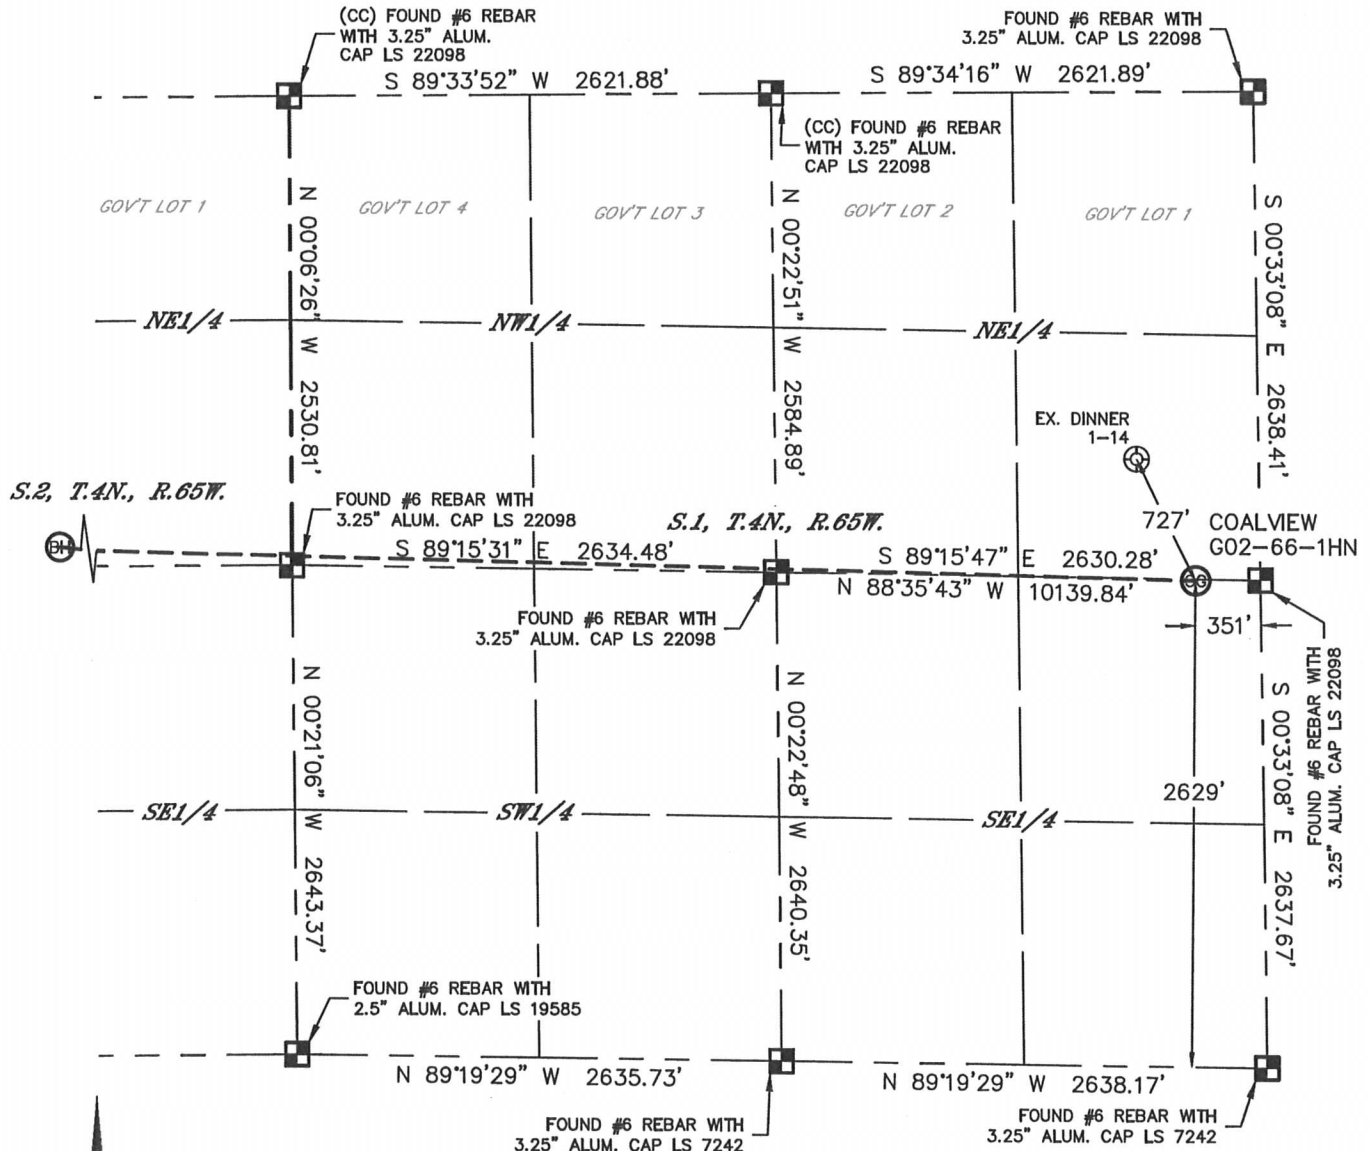 (CC) FOUND #6 REBAR
WITH 3.25" ALUM.
CAP LS 22098
FOUND #6 REBAR WITH
3.25" ALUM. CAP LS 22098
S 89°33'52" W 2621.88'
S 89°34'16" W 2621.89'
(CC) FOUND #6 REBAR
WITH 3.25" ALUM.
CAP LS 22098
GOV'T LOT 1
GOV'T LOT 4
GOV'T LOT 3
GOV'T LOT 2
GOV'T LOT 1
N 00°06'26" W 2530.81'
N 00°22'51" W 2584.89'
S 00°33'08" E 2638.41'
NE1/4
NW1/4
NE1/4
EX. DINNER
1-14
S.2, T.4N., R.65W.
FOUND #6 REBAR WITH
3.25" ALUM. CAP LS 22098
S.1, T.4N., R.65W.
727'
COALVIEW
G02-66-1HN
BH
S 89°15'31" E 2634.48'
S 89°15'47" E 2630.28'
N 88°35'43" W 10139.84'
351'
FOUND #6 REBAR WITH
3.25" ALUM. CAP LS 22098
FOUND #6 REBAR WITH
3.25" ALUM. CAP LS 22098
N 00°21'06" W 2643.37'
N 00°22'48" W 2640.35'
S 00°33'08" E 2637.67'
2629'
SE1/4
SW1/4
SE1/4
FOUND #6 REBAR WITH
2.5" ALUM. CAP LS 19585
N 89°19'29" W 2635.73'
N 89°19'29" W 2638.17'
FOUND #6 REBAR WITH
3.25" ALUM. CAP LS 7242
FOUND #6 REBAR WITH
3.25" ALUM. CAP LS 7242